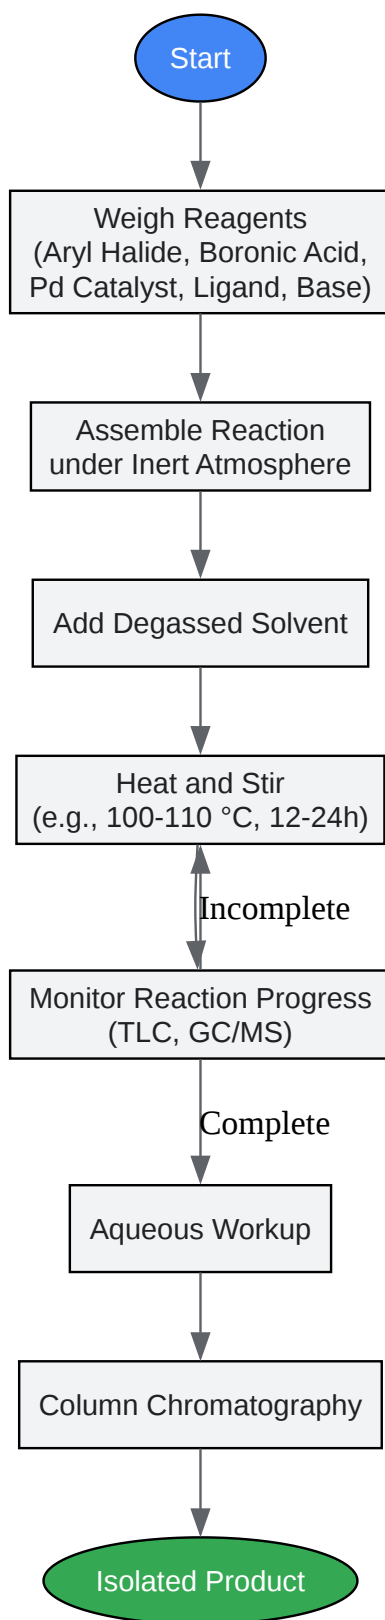 Start
Weigh Reagents
(Aryl Halide, Boronic Acid,
Pd Catalyst, Ligand, Base)
Assemble Reaction
under Inert Atmosphere
Add Degassed Solvent
Heat and Stir
(e.g., 100-110 °C, 12-24h)
Incomplete
Monitor Reaction Progress
(TLC, GC/MS)
Complete
Aqueous Workup
Column Chromatography
Isolated Product